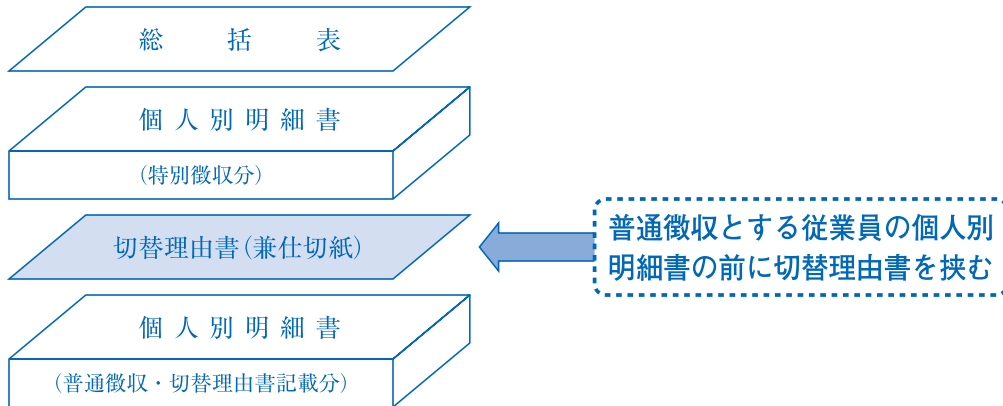 総括表
個人別明細書
(特別徴収分)
切替理由書(兼仕切紙)
普通徴収とする従業員の個人別
明細書の前に切替理由書を挟む
個人別明細書
(普通徴収・切替理由書記載分)